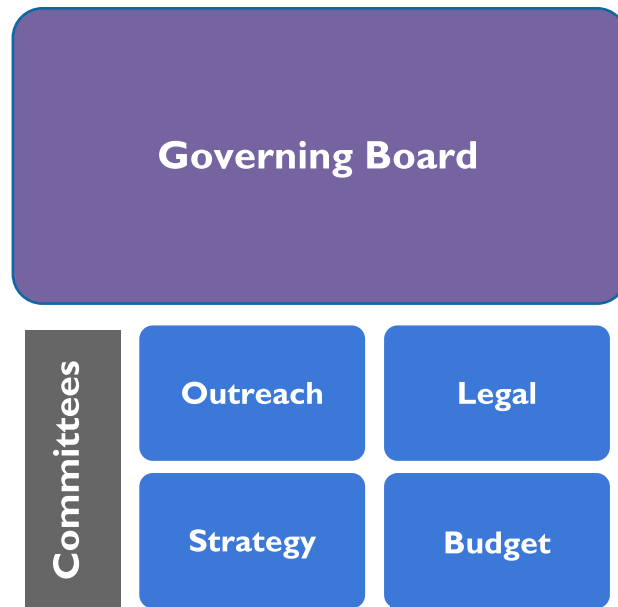 Governing Board
Committees
Outreach
Legal
Strategy
Budget